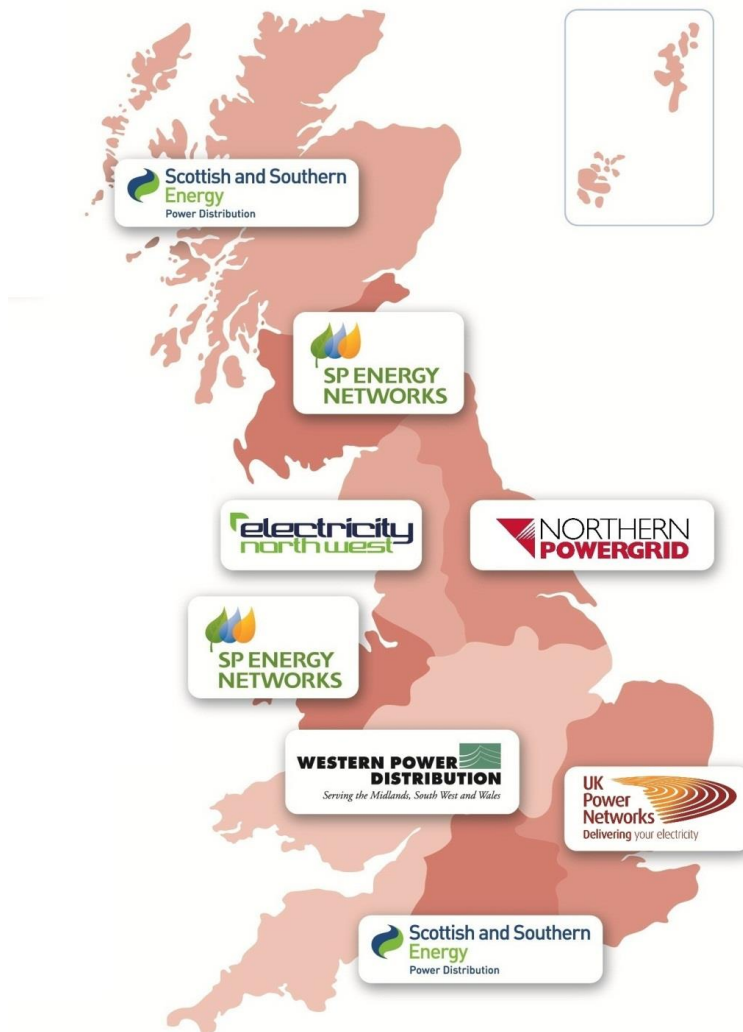 Scottish and Southern
Energy
Power Distribution
SP ENERGY
NETWORKS
electricity
north west
NORTHERN
POWERGRID
SP ENERGY
NETWORKS
WESTERN POWER
DISTRIBUTION
Serving the Midlands, South West and Wales
UK
Power
Networks
Delivering your electricity
Scottish and Southern
Energy
Power Distribution